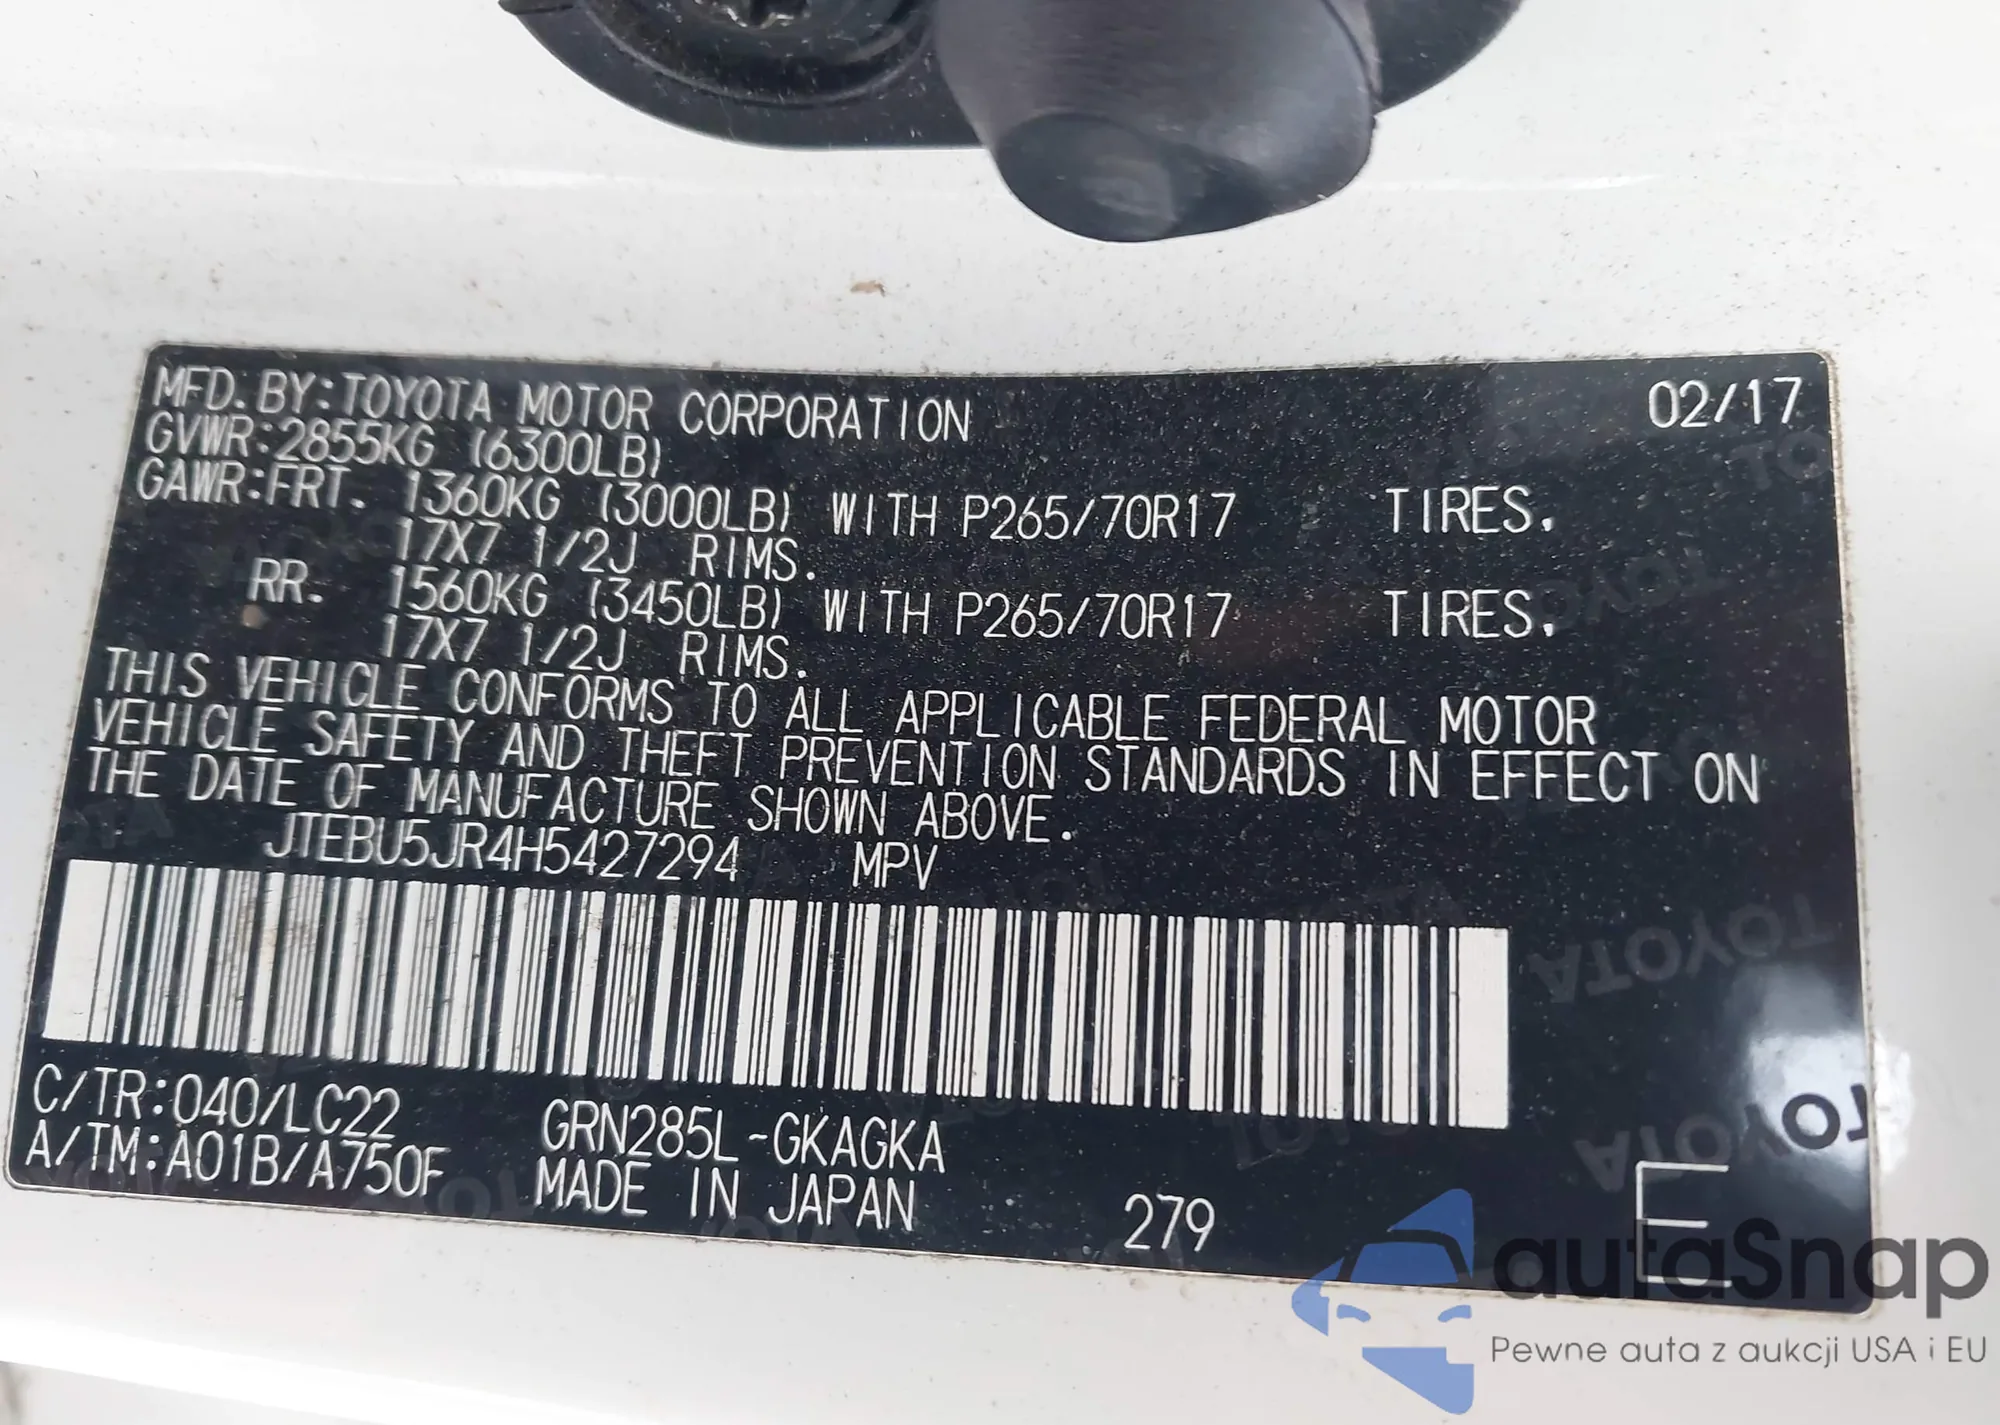 MFD. BY: TOYOTA MOTOR CORPORATION 02/17
GVWR: 2855KG (6300LB)
GAWR: FRT. 1360KG (3000LB) WITH P265/70R17 TIRES.
17X7 1/2J RIMS.
RR. 1560KG (3450LB) WITH P265/70R17 TIRES.
17X7 1/2J RIMS.
THIS VEHICLE CONFORMS TO ALL APPLICABLE FEDERAL MOTOR
VEHICLE SAFETY AND THEFT PREVENTION STANDARDS IN EFFECT ON
THE DATE OF MANUFACTURE SHOWN ABOVE.
JTEBU5JR4H5427294 MPV
C/TR: 040/LC22 GRN285L-GKAGKA
A/TM: A01B/A750F MADE IN JAPAN 279 E
TOYOTA
TOYOTA
autaSnap
Pewne auta z aukcji USA i EU